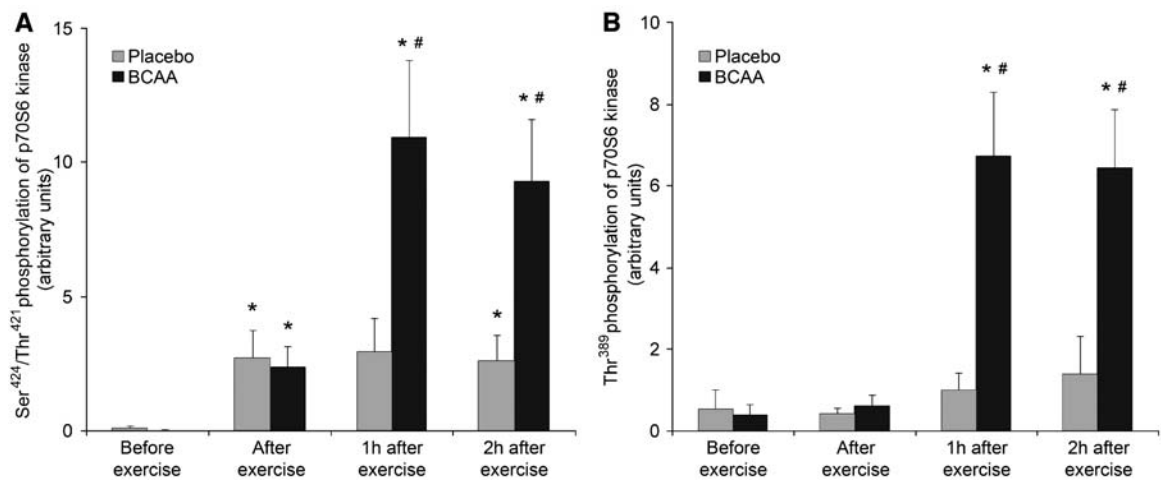 A
Ser424/Thr421 phosphorylation of p70S6 kinase
(arbitrary units)
15
10
5
0
Placebo
BCAA
*
*
* #
*
* #
Before
exercise
After
exercise
1h after
exercise
2h after
exercise
B
Thr389 phosphorylation of p70S6 kinase
(arbitrary units)
10
8
6
4
2
0
Placebo
BCAA
* #
* #
Before
exercise
After
exercise
1h after
exercise
2h after
exercise